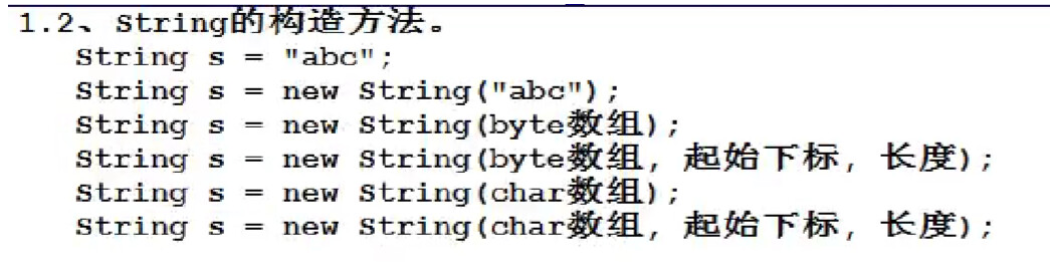 1.2、String的构造方法。
String s = "abc";
String s = new String("abc");
String s = new String(byte数组);
String s = new String(byte数组, 起始下标, 长度);
String s = new String(char数组);
String s = new String(char数组, 起始下标, 长度);